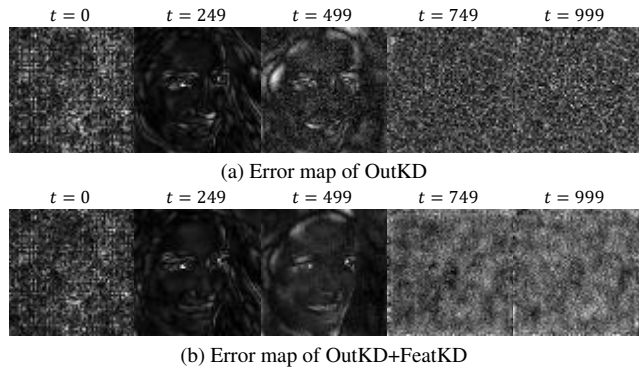 t = 0 t = 249 t = 499 t = 749 t = 999
(a) Error map of OutKD
t = 0 t = 249 t = 499 t = 749 t = 999
(b) Error map of OutKD+FeatKD